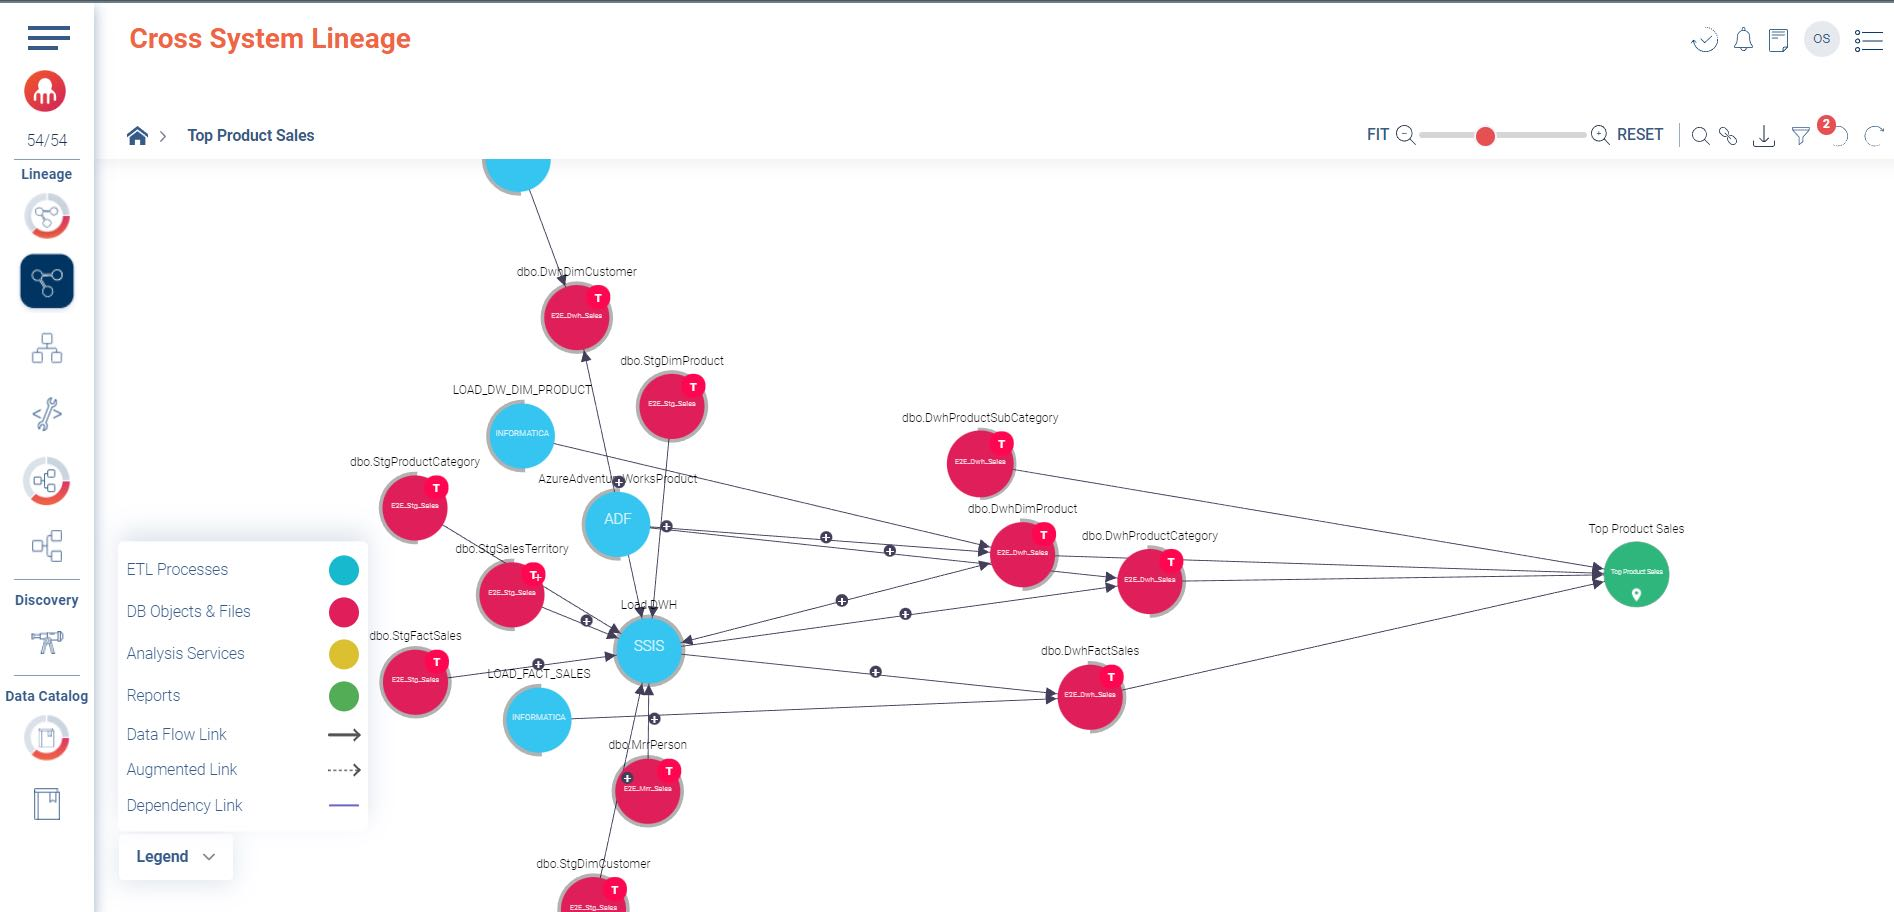 Cross System Lineage
OS
54/54
Top Product Sales
FIT
RESET
2
Lineage
dbo.DwhDimCustomer
T
E2E_Dwh_Sales
dbo.StgDimProduct
T
E2E_Stg_Sales
LOAD_DW_DIM_PRODUCT
INFORMATICA
dbo.DwhProductSubCategory
T
E2E_Dwh_Sales
dbo.StgProductCategory
T
E2E_Stg_Sales
AzureAdventureWorksProduct
ADF
dbo.DwhDimProduct
T
E2E_Dwh_Sales
dbo.DwhProductCategory
T
E2E_Dwh_Sales
Top Product Sales
Top Product Sales
dbo.StgSalesTerritory
T
E2E_Stg_Sales
Load DWH
SSIS
dbo.StgFactSales
T
E2E_Stg_Sales
LOAD_FACT_SALES
INFORMATICA
dbo.DwhFactSales
T
E2E_Dwh_Sales
dbo.MrrPerson
T
E2E_Mrr_Sales
dbo.StgDimCustomer
T
E2E_Stg_Sales
ETL Processes
DB Objects & Files
Analysis Services
Reports
Data Flow Link
Augmented Link
Dependency Link
Legend
Discovery
Data Catalog